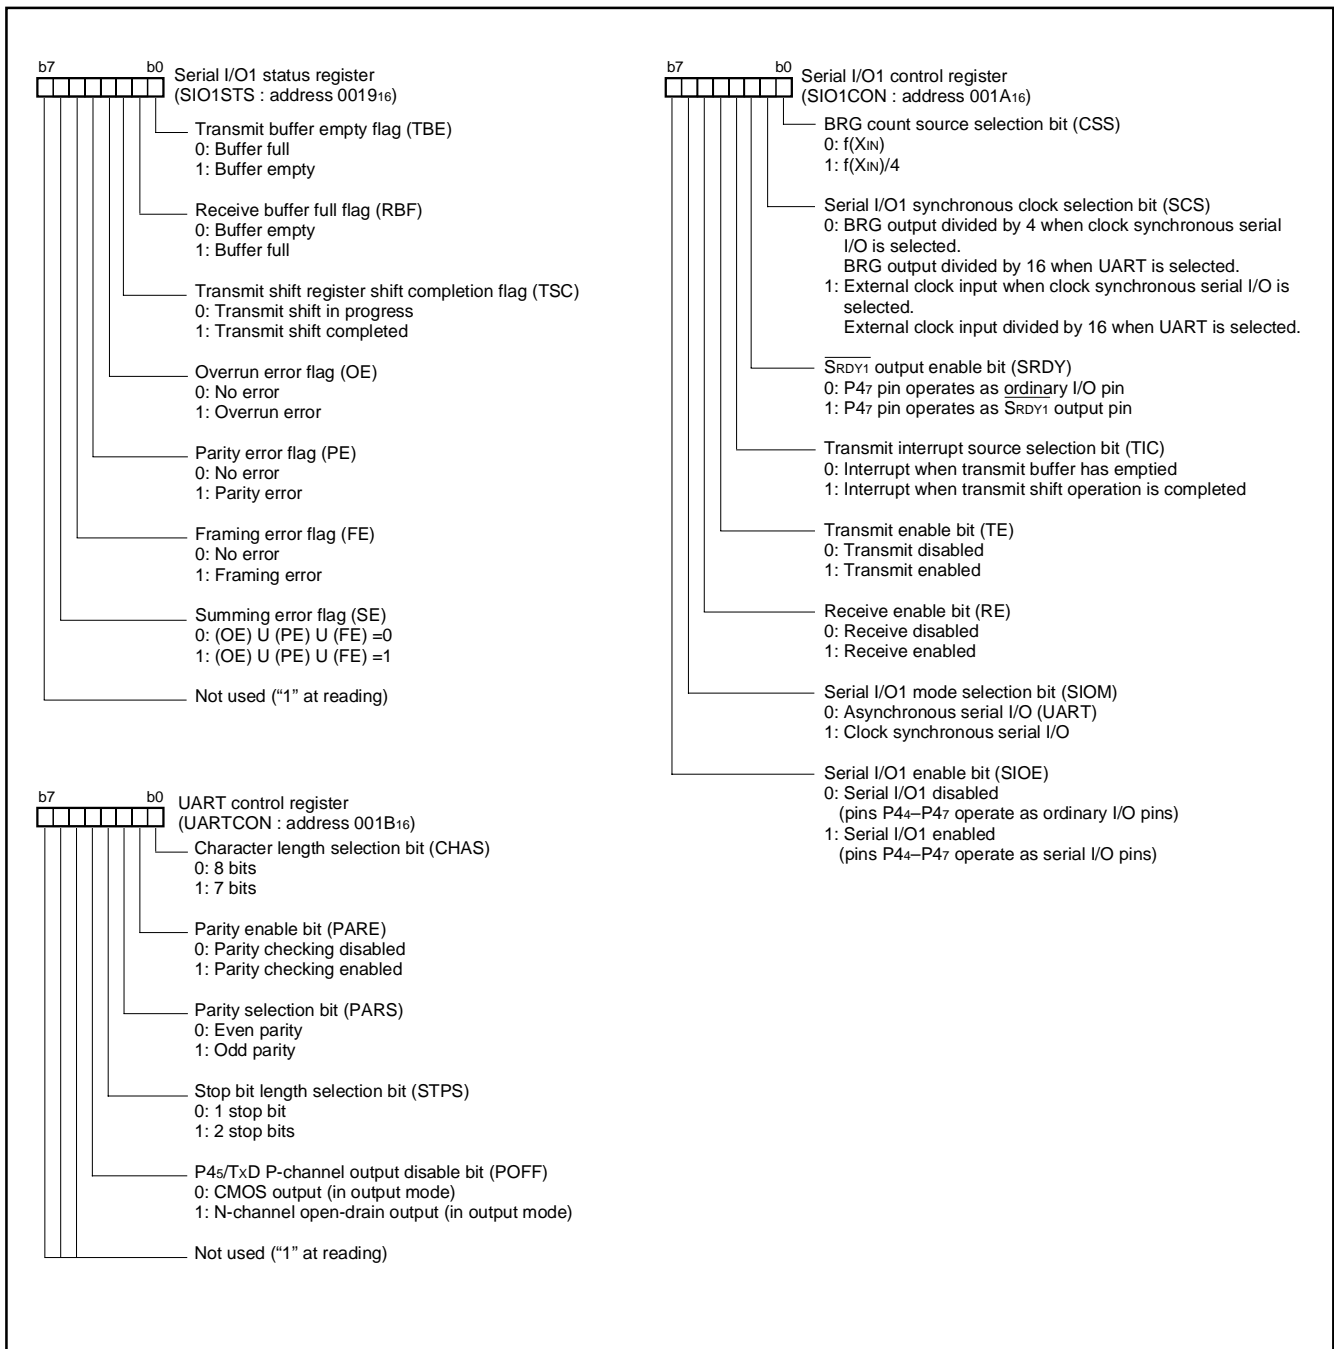 b7 b0 Serial I/O1 status register
(SIO1STS : address 001916)
Transmit buffer empty flag (TBE)
0: Buffer full
1: Buffer empty
Receive buffer full flag (RBF)
0: Buffer empty
1: Buffer full
Transmit shift register shift completion flag (TSC)
0: Transmit shift in progress
1: Transmit shift completed
Overrun error flag (OE)
0: No error
1: Overrun error
Parity error flag (PE)
0: No error
1: Parity error
Framing error flag (FE)
0: No error
1: Framing error
Summing error flag (SE)
0: (OE) U (PE) U (FE) =0
1: (OE) U (PE) U (FE) =1
Not used (“1” at reading)
b7 b0 UART control register
(UARTCON : address 001B16)
Character length selection bit (CHAS)
0: 8 bits
1: 7 bits
Parity enable bit (PARE)
0: Parity checking disabled
1: Parity checking enabled
Parity selection bit (PARS)
0: Even parity
1: Odd parity
Stop bit length selection bit (STPS)
0: 1 stop bit
1: 2 stop bits
P45/TXD P-channel output disable bit (POFF)
0: CMOS output (in output mode)
1: N-channel open-drain output (in output mode)
Not used (“1” at reading)
b7 b0 Serial I/O1 control register
(SIO1CON : address 001A16)
BRG count source selection bit (CSS)
0: f(XIN)
1: f(XIN)/4
Serial I/O1 synchronous clock selection bit (SCS)
0: BRG output divided by 4 when clock synchronous serial
I/O is selected.
BRG output divided by 16 when UART is selected.
1: External clock input when clock synchronous serial I/O is
selected.
External clock input divided by 16 when UART is selected.
SRDY1 output enable bit (SRDY)
0: P47 pin operates as ordinary I/O pin
1: P47 pin operates as SRDY1 output pin
Transmit interrupt source selection bit (TIC)
0: Interrupt when transmit buffer has emptied
1: Interrupt when transmit shift operation is completed
Transmit enable bit (TE)
0: Transmit disabled
1: Transmit enabled
Receive enable bit (RE)
0: Receive disabled
1: Receive enabled
Serial I/O1 mode selection bit (SIOM)
0: Asynchronous serial I/O (UART)
1: Clock synchronous serial I/O
Serial I/O1 enable bit (SIOE)
0: Serial I/O1 disabled
(pins P44–P47 operate as ordinary I/O pins)
1: Serial I/O1 enabled
(pins P44–P47 operate as serial I/O pins)